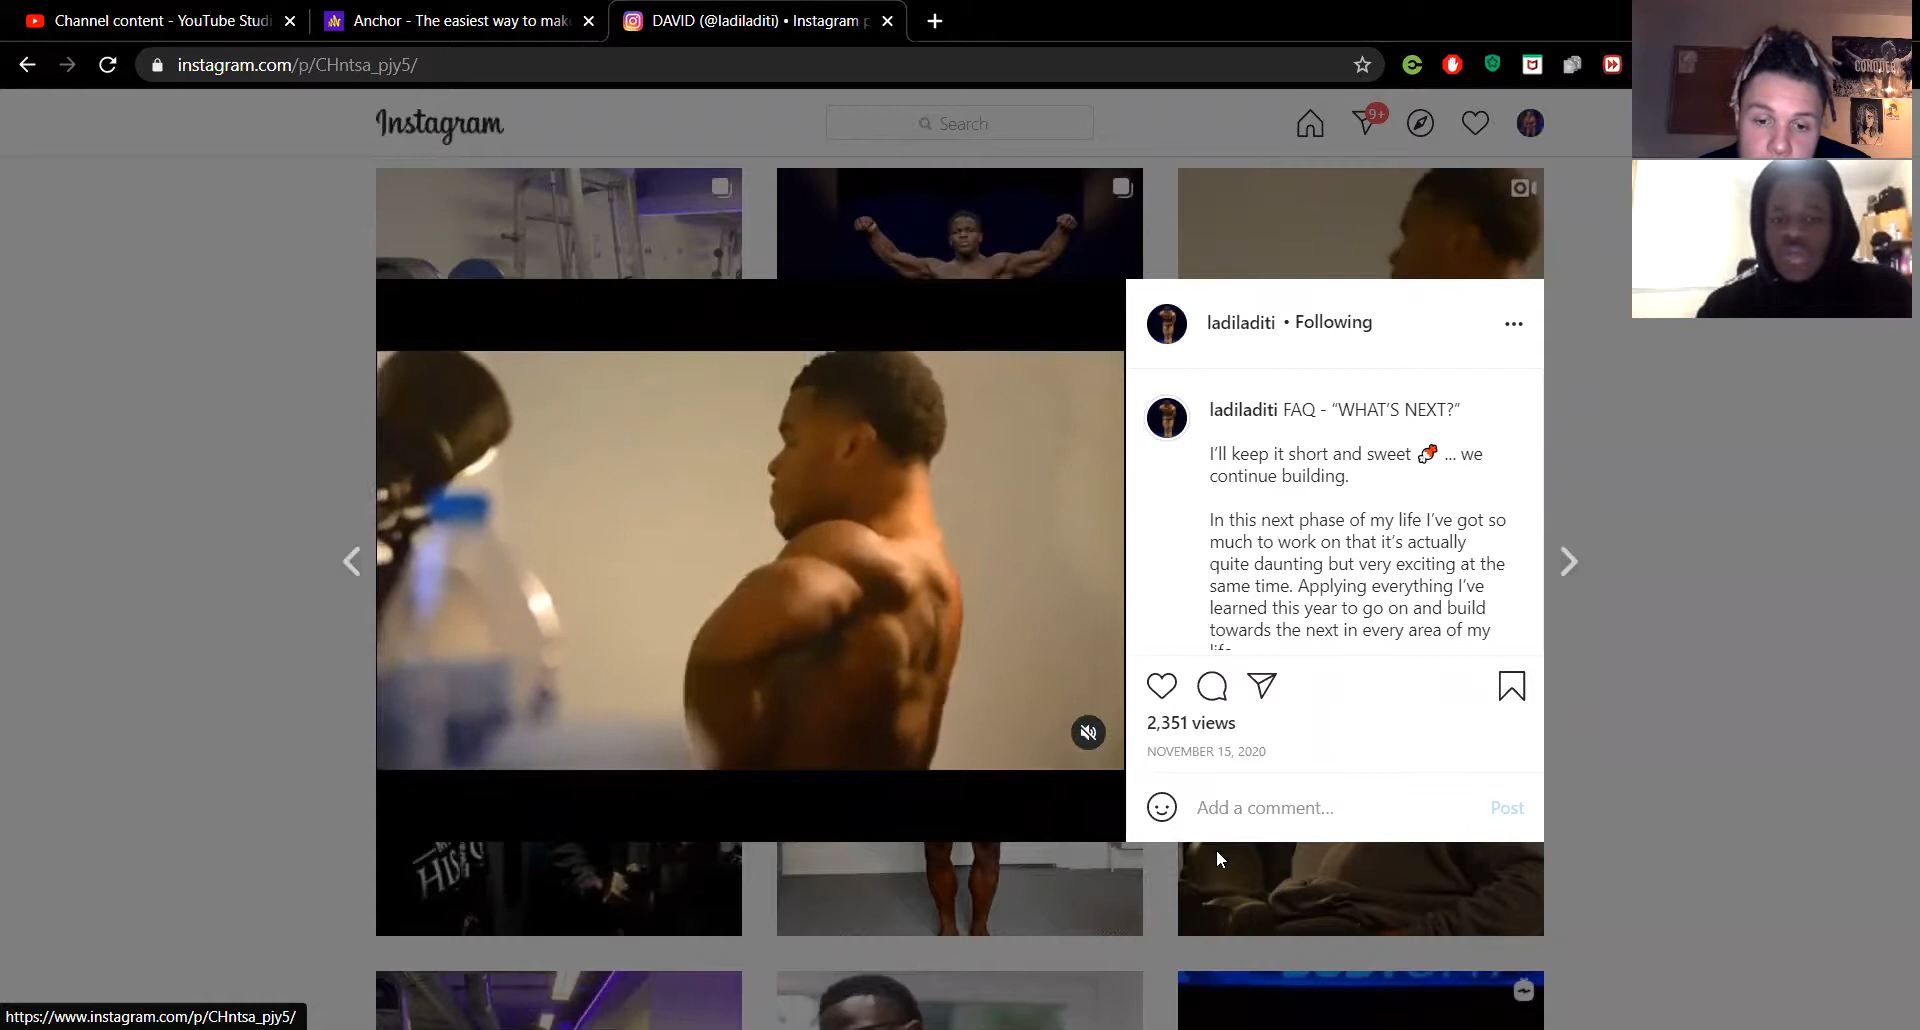 Channel content - YouTube Studi
Anchor - The easiest way to mak
DAVID (@ladiladiti) • Instagram p
instagram.com/p/CHntsa_pjy5/
CONQUER
Instagram
Search
9+
ladiladiti • Following
ladiladiti FAQ - “WHAT’S NEXT?”
I’ll keep it short and sweet 📌 ... we
continue building.
In this next phase of my life I’ve got so
much to work on that it’s actually
quite daunting but very exciting at the
same time. Applying everything I’ve
learned this year to go on and build
towards the next in every area of my
life
2,351 views
NOVEMBER 15, 2020
Add a comment...
Post
https://www.instagram.com/p/CHntsa_pjy5/